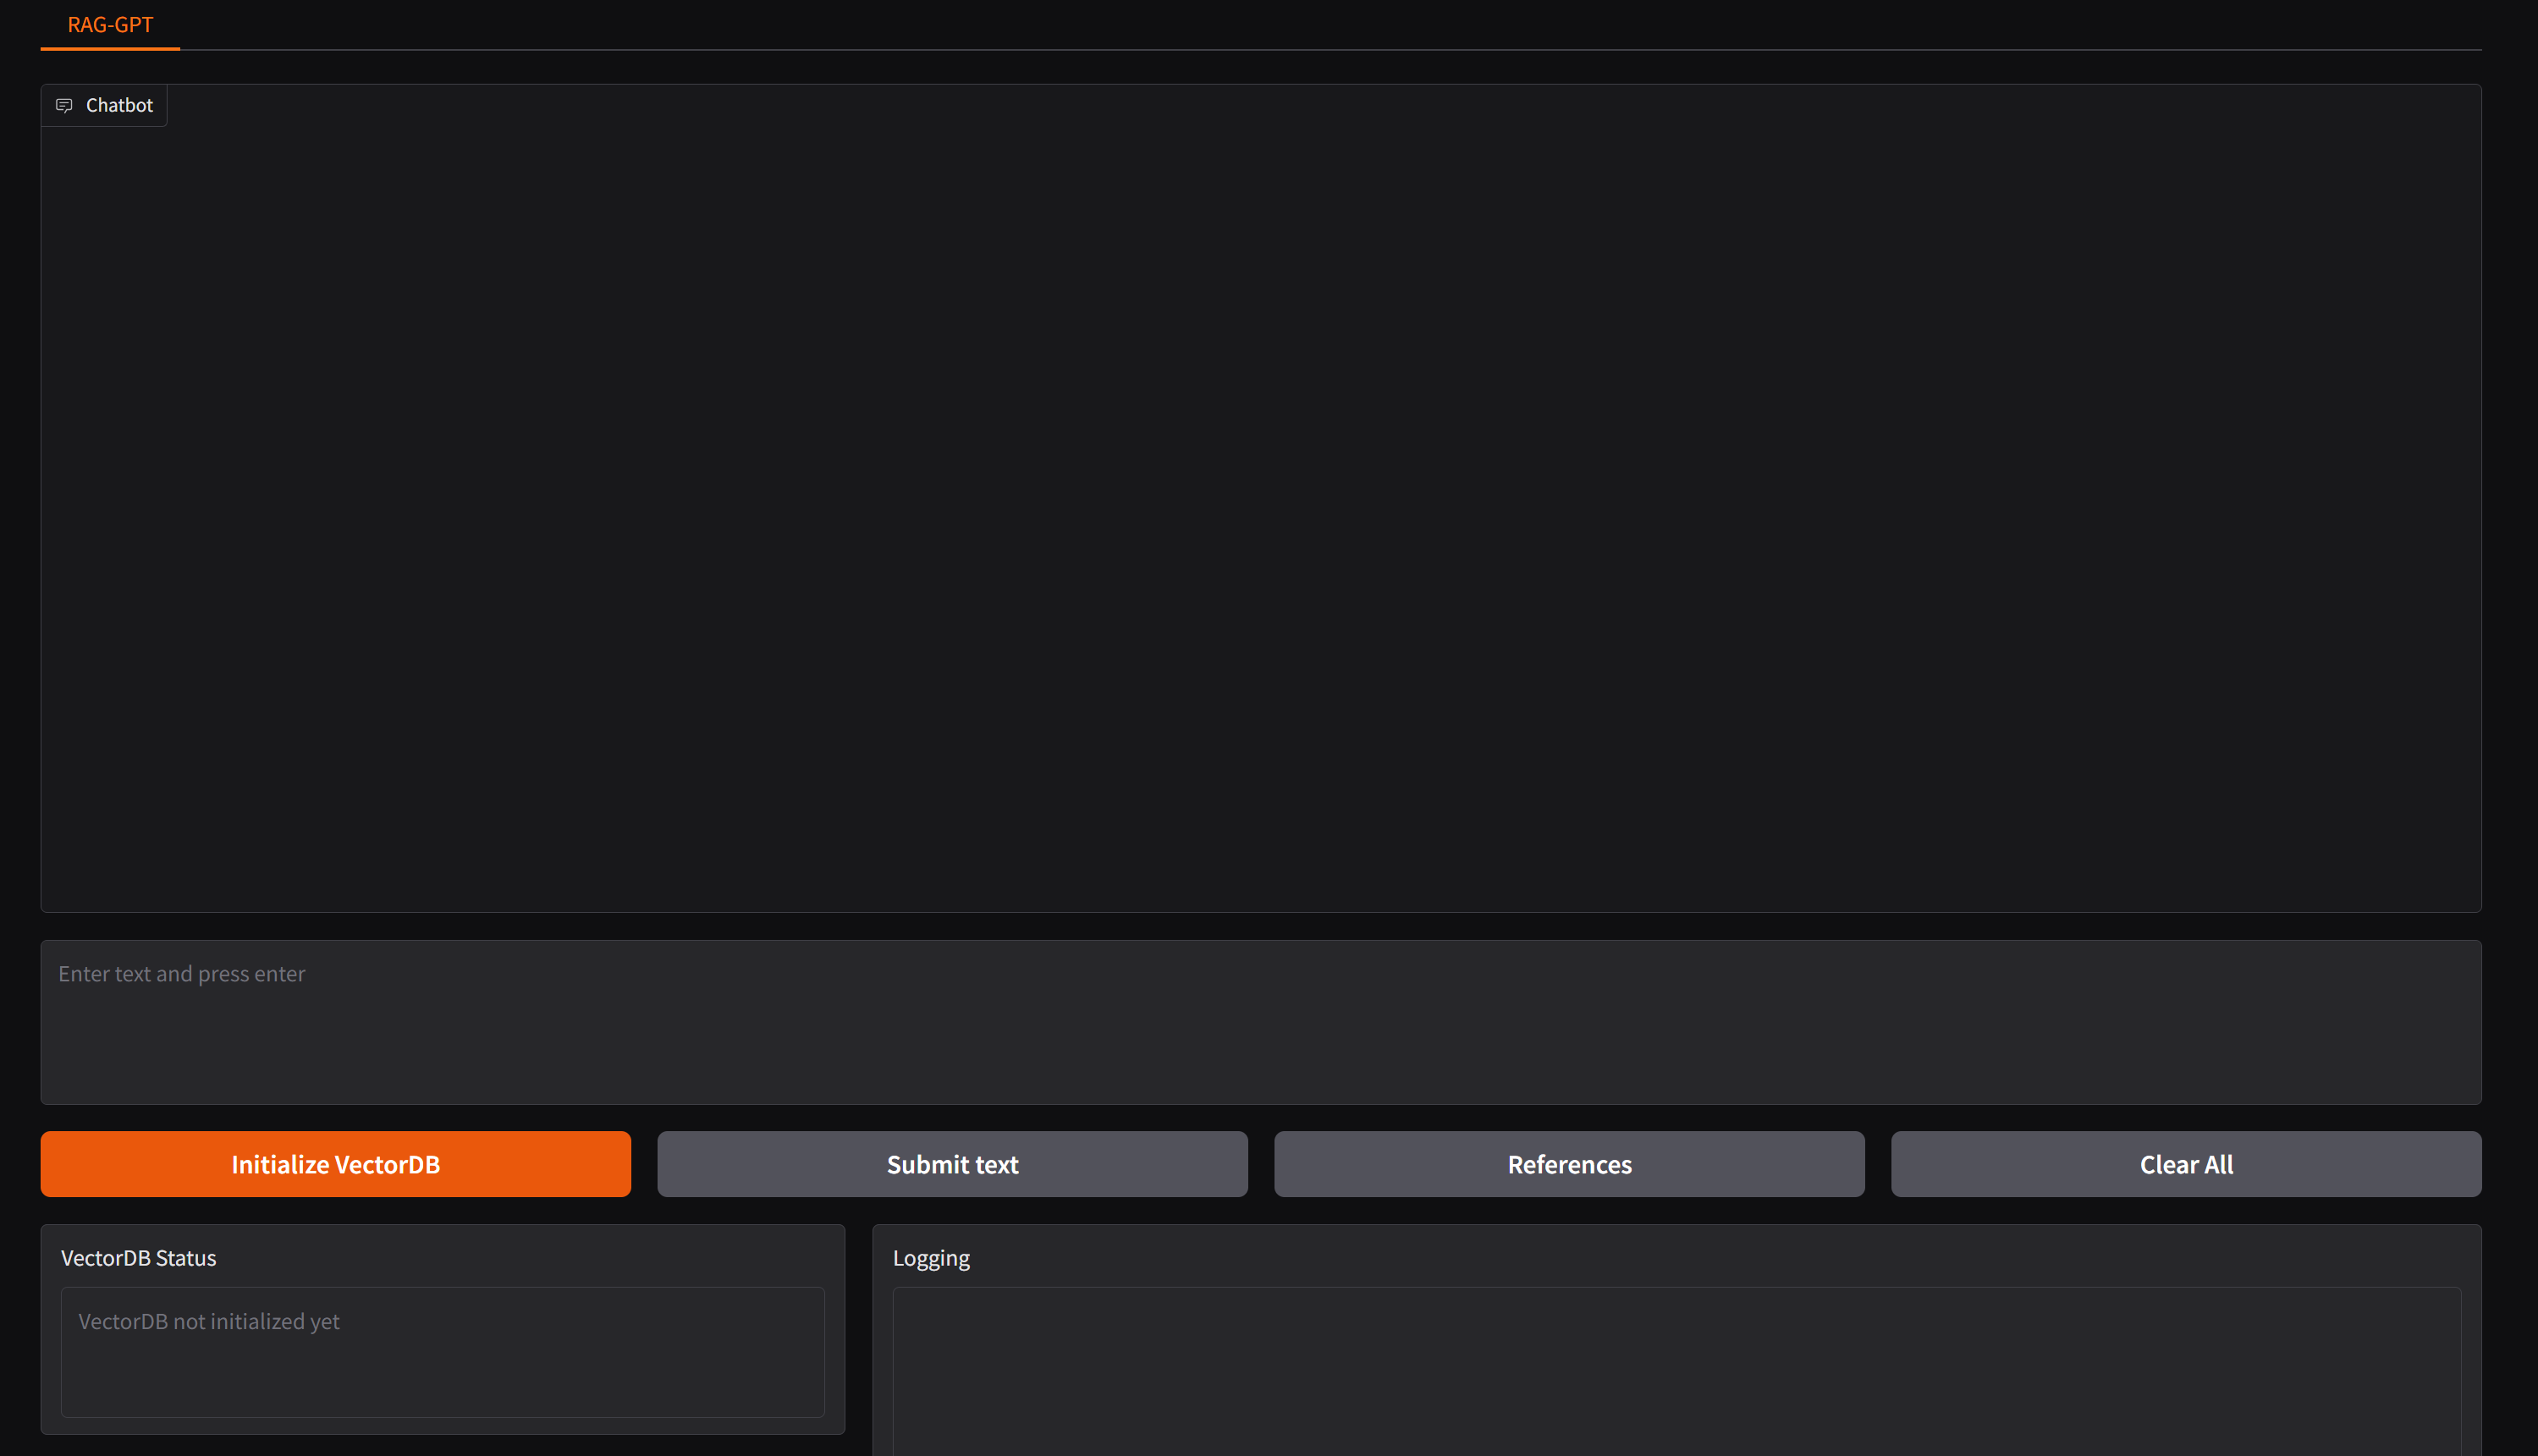 RAG-GPT
Chatbot
Enter text and press enter
Initialize VectorDB
Submit text
References
Clear All
VectorDB Status
Logging
VectorDB not initialized yet